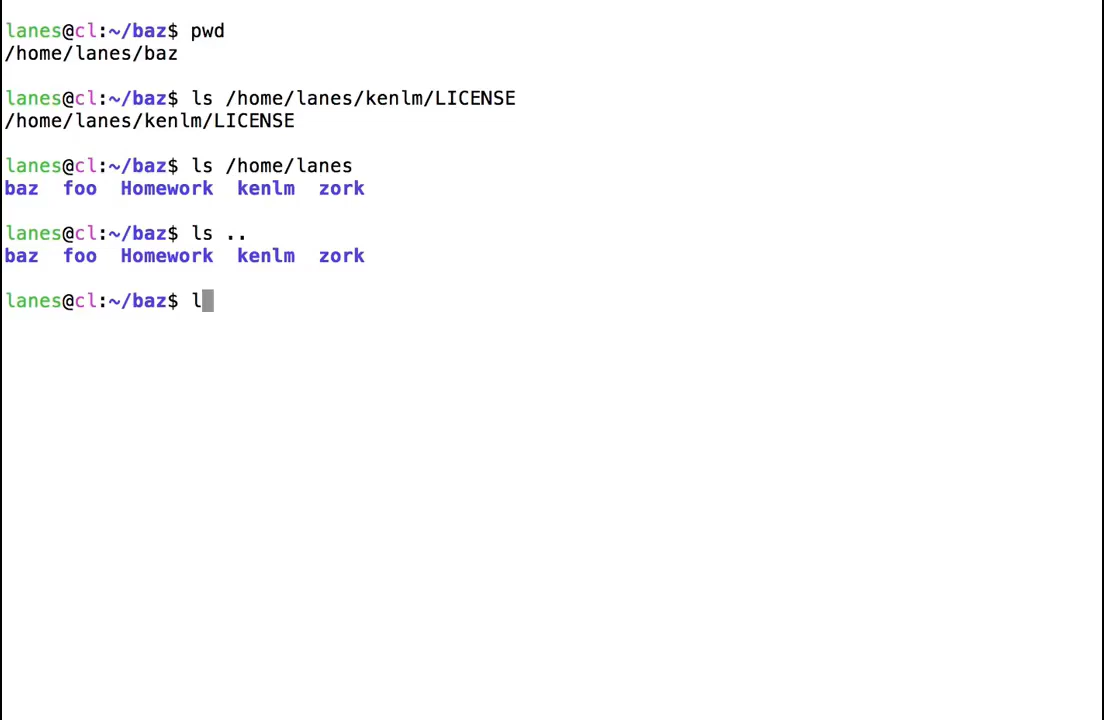 lanes@cl:~/baz$ pwd
/home/lanes/baz
lanes@cl:~/baz$ ls /home/lanes/kenlm/LICENSE
/home/lanes/kenlm/LICENSE
lanes@cl:~/baz$ ls /home/lanes
baz  foo  Homework  kenlm  zork
lanes@cl:~/baz$ ls ..
baz  foo  Homework  kenlm  zork
lanes@cl:~/baz$ l